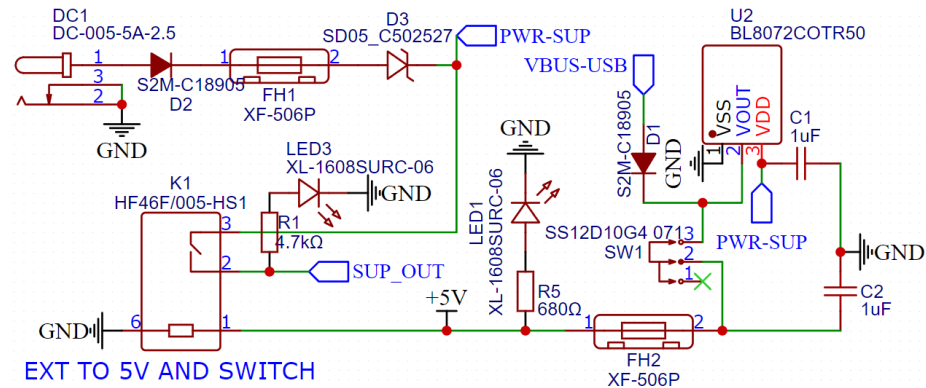 DC1
DC-005-5A-2.5
1
3
2
GND
S2M-C18905
D2
1
2
FH1
XF-506P
D3
SD05_C502527
PWR-SUP
U2
BL8072COTR50
VSS
VOUT
VDD
1
2
3
VBUS-USB
S2M-C18905
D1
GND
C1
1uF
PWR-SUP
GND
C2
1uF
LED3
XL-1608SURC-06
GND
K1
HF46F/005-HS1
3
2
6
1
R1
4.7kΩ
SUP_OUT
GND
GND
LED1
XL-1608SURC-06
R5
680Ω
+5V
SS12D10G4 0713
SW1
2
1
1
2
FH2
XF-506P
EXT TO 5V AND SWITCH